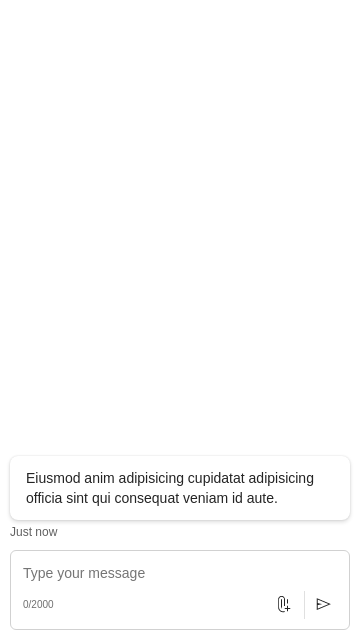 Eiusmod anim adipisicing cupidatat adipisicing
officia sint qui consequat veniam id aute.
Just now
Type your message
0/2000